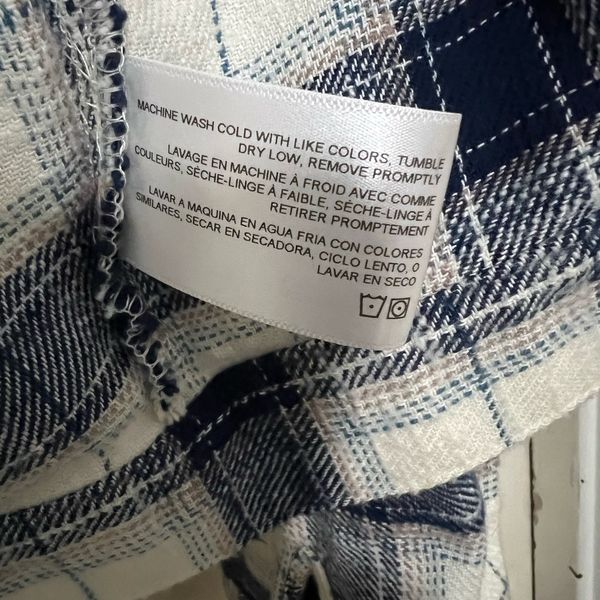 MACHINE WASH COLD WITH LIKE COLORS, TUMBLE
DRY LOW, REMOVE PROMPTLY
LAVAGE EN MACHINE À FROID AVEC COMME
COULEURS, SÈCHE-LINGE À FAIBLE, SÈCHE-LINGE À
RETIRER PROMPTEMENT
LAVAR A MAQUINA EN AGUA FRIA CON COLORES
SIMILARES, SECAR EN SECADORA, CICLO LENTO, O
LAVAR EN SECO